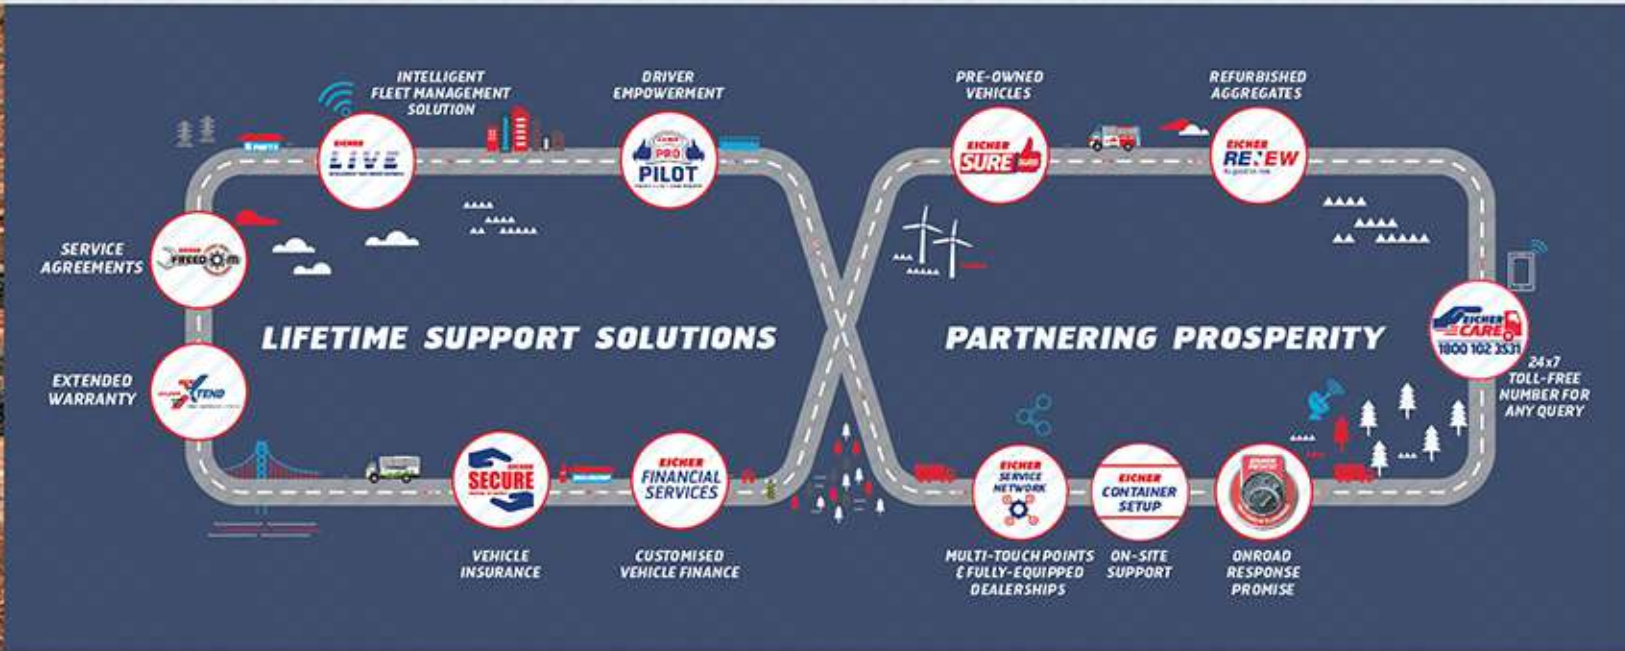 INTELLIGENT
FLEET MANAGEMENT
SOLUTION
EICHER
LIVE
DRIVER
EMPOWERMENT
PRO
PILOT
PRE-OWNED
VEHICLES
EICHER
SURE
REFURBISHED
AGGREGATES
EICHER
RENEW
SERVICE
AGREEMENTS
FREEDOM
EXTENDED
WARRANTY
XTEND
LIFETIME SUPPORT SOLUTIONS
PARTNERING PROSPERITY
EICHER
CARE
1800 102 3531
24x7
TOLL-FREE
NUMBER FOR
ANY QUERY
EICHER
SECURE
VEHICLE
INSURANCE
EICHER
FINANCIAL
SERVICES
CUSTOMISED
VEHICLE FINANCE
EICHER
SERVICE
NETWORK
MULTI-TOUCH POINTS
& FULLY-EQUIPPED
DEALERSHIPS
EICHER
CONTAINER
SETUP
ON-SITE
SUPPORT
ONROAD
RESPONSE
PROMISE